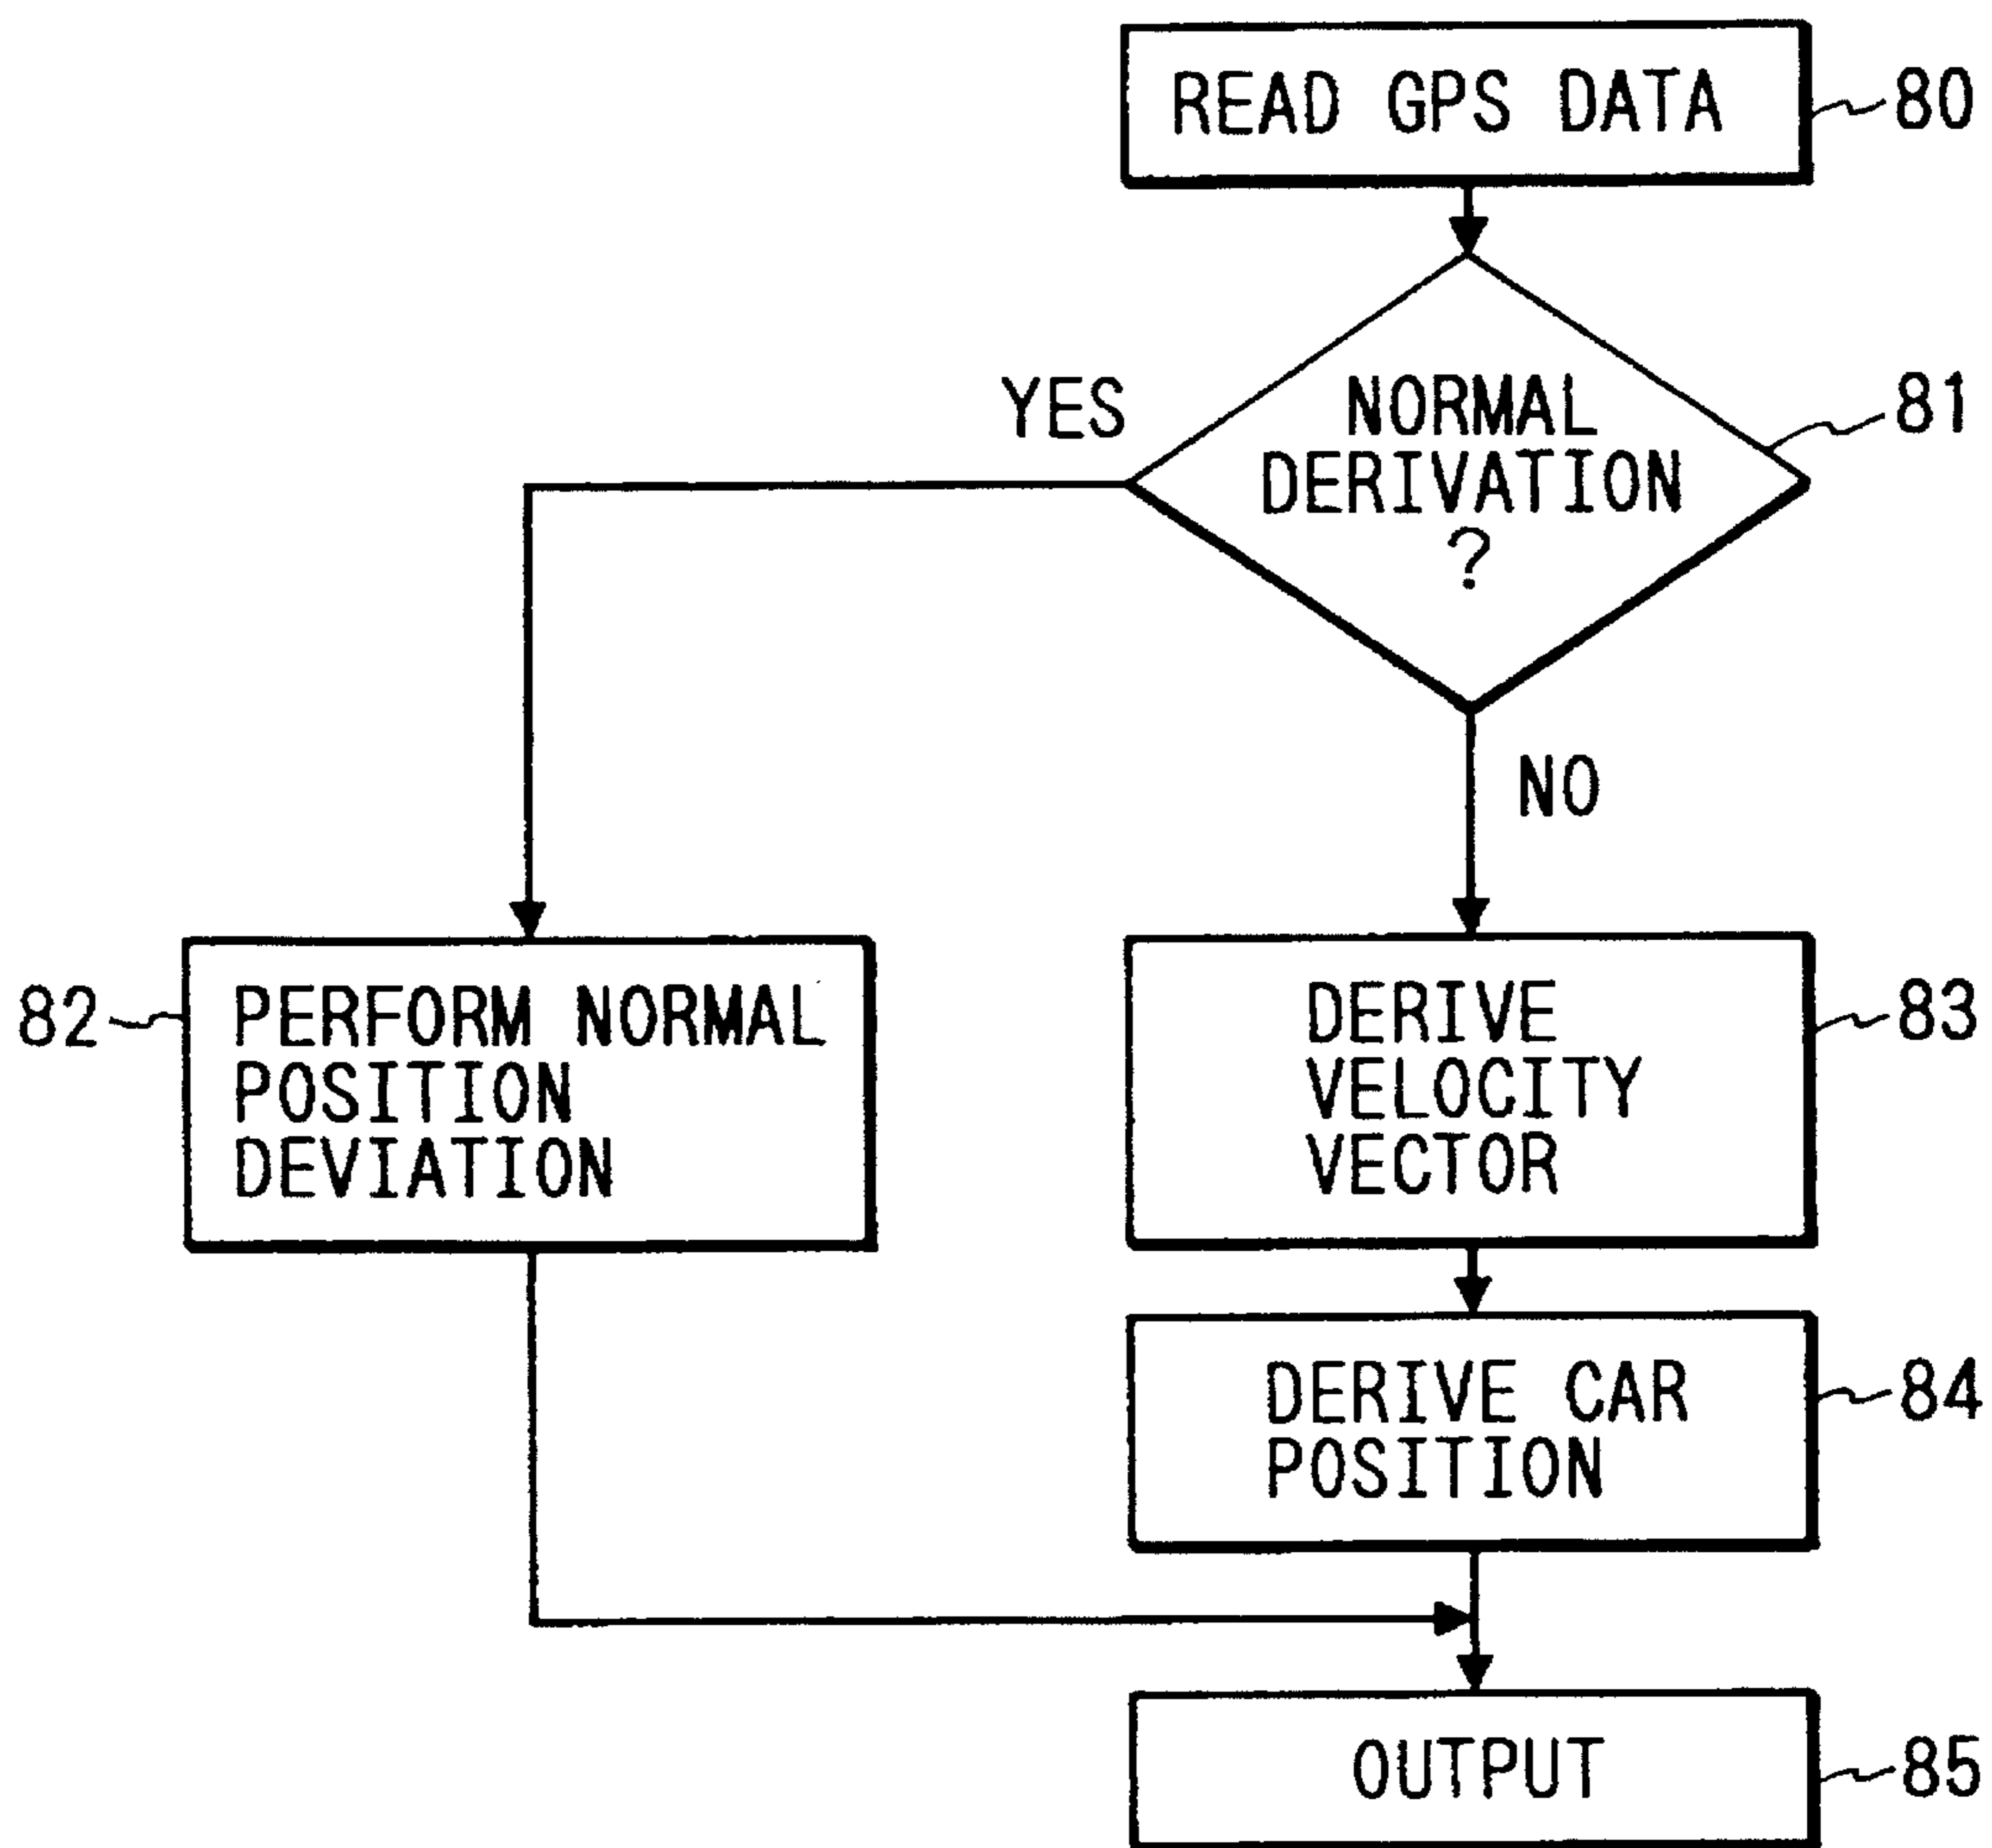 READ GPS DATA
80
NORMAL
DERIVATION
?
81
YES
NO
82
PERFORM NORMAL
POSITION
DEVIATION
DERIVE
VELOCITY
VECTOR
83
DERIVE CAR
POSITION
84
OUTPUT
85